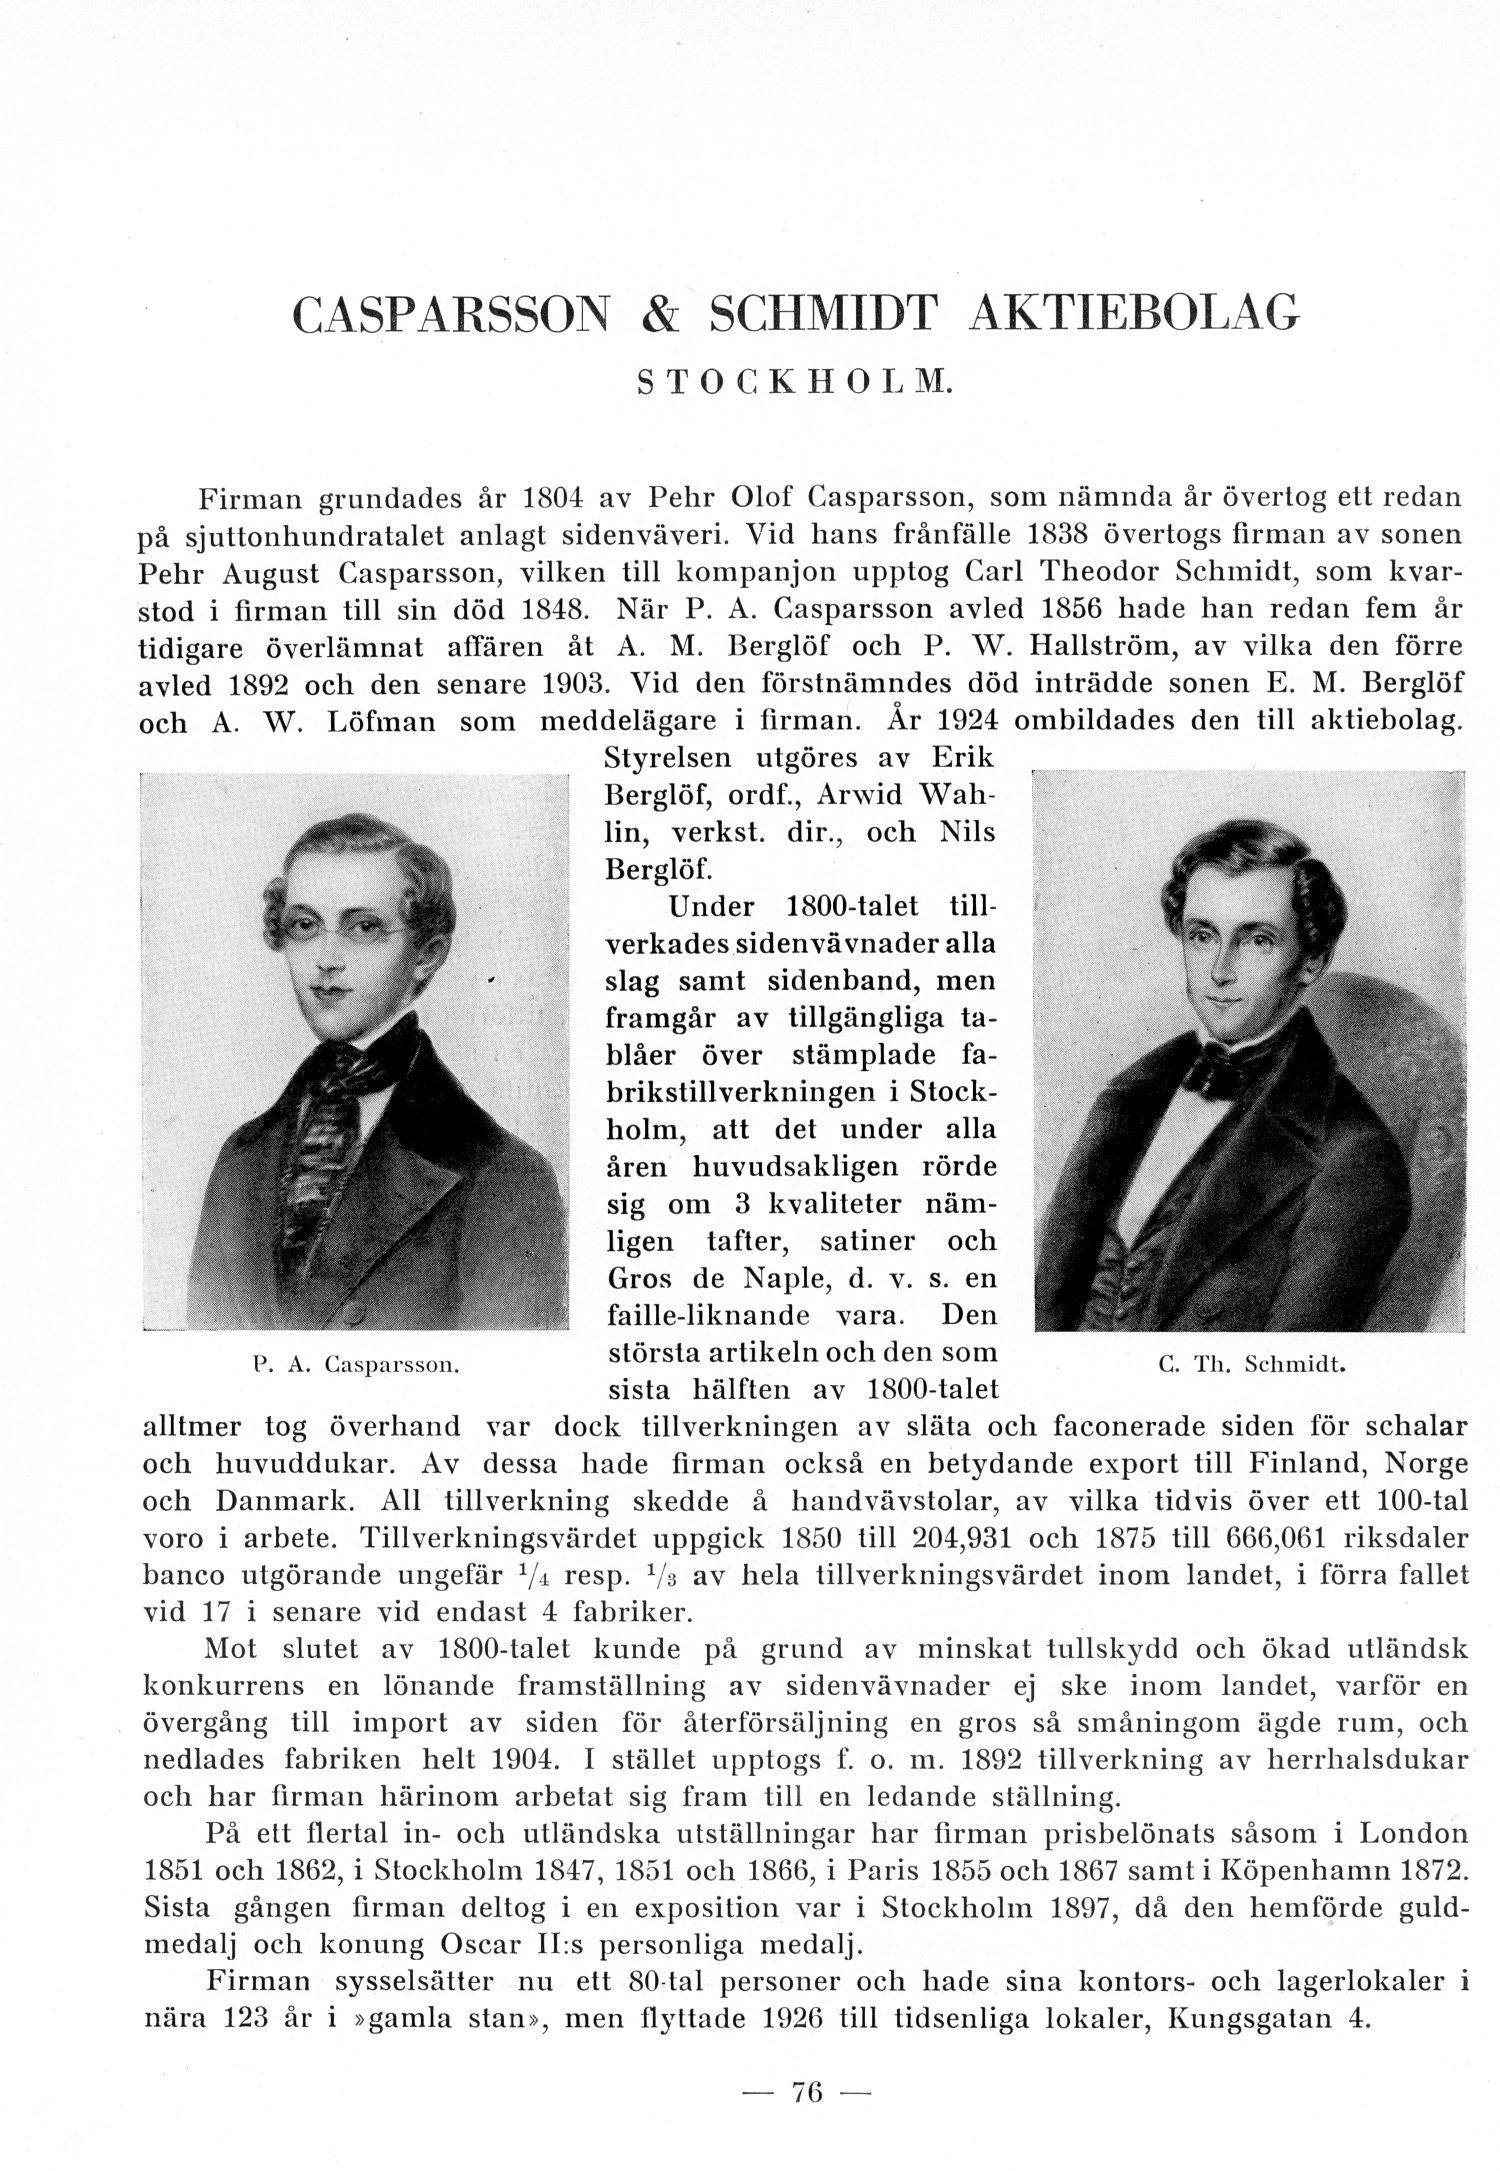 CASPARSSON & SCHMIDT AKTIEBOLAG
STOCKHOLM.
Firman grundades år 1804 av Pehr Olof Casparsson, som nämnda år övertog ett redan
på sjuttonhundratalet anlagt sidenväveri. Vid hans frånfälle 1838 övertogs firman av sonen
Pehr August Casparsson, vilken till kompanjon upptog Carl Theodor Schmidt, som kvar-
stod i firman till sin död 1848. När P. A. Casparsson avled 1856 hade han redan fem år
tidigare överlämnat affären åt A. M. Berglöf och P. W. Hallström, av vilka den förre
avled 1892 och den senare 1903. Vid den förstnämndes död inträdde sonen E. M. Berglöf
och A. W. Löfman som meddelägare i firman. År 1924 ombildades den till aktiebolag.
Styrelsen utgöres av Erik
Berglöf, ordf., Arwid Wah-
lin, verkst. dir., och Nils
Berglöf.
Under 1800-talet till-
verkades sidenvävnader alla
slag samt sidenband, men
framgår av tillgängliga ta-
blåer över stämplade fa-
brikstillverkningen i Stock-
holm, att det under alla
åren huvudsakligen rörde
sig om 3 kvaliteter näm-
ligen tafter, satiner och
Gros de Naple, d. v. s. en
faille-liknande vara. Den
största artikeln och den som
sista hälften av 1800-talet
P. A. Casparsson.
C. Th. Schmidt.
alltmer tog överhand var dock tillverkningen av släta och faconerade siden för schalar
och huvuddukar. Av dessa hade firman också en betydande export till Finland, Norge
och Danmark. All tillverkning skedde å handvävstolar, av vilka tidvis över ett 100-tal
voro i arbete. Tillverkningsvärdet uppgick 1850 till 204,931 och 1875 till 666,061 riksdaler
banco utgörande ungefär 1/4 resp. 1/3 av hela tillverkningsvärdet inom landet, i förra fallet
vid 17 i senare vid endast 4 fabriker.
Mot slutet av 1800-talet kunde på grund av minskat tullskydd och ökad utländsk
konkurrens en lönande framställning av sidenvävnader ej ske inom landet, varför en
övergång till import av siden för återförsäljning en gros så småningom ägde rum, och
nedlades fabriken helt 1904. I stället upptogs f. o. m. 1892 tillverkning av herrhalsdukar
och har firman härinom arbetat sig fram till en ledande ställning.
På ett flertal in- och utländska utställningar har firman prisbelönats såsom i London
1851 och 1862, i Stockholm 1847, 1851 och 1866, i Paris 1855 och 1867 samt i Köpenhamn 1872.
Sista gången firman deltog i en exposition var i Stockholm 1897, då den hemförde guld-
medalj och konung Oscar II:s personliga medalj.
Firman sysselsätter nu ett 80-tal personer och hade sina kontors- och lagerlokaler i
nära 123 år i »gamla stan», men flyttade 1926 till tidsenliga lokaler, Kungsgatan 4.
— 76 —